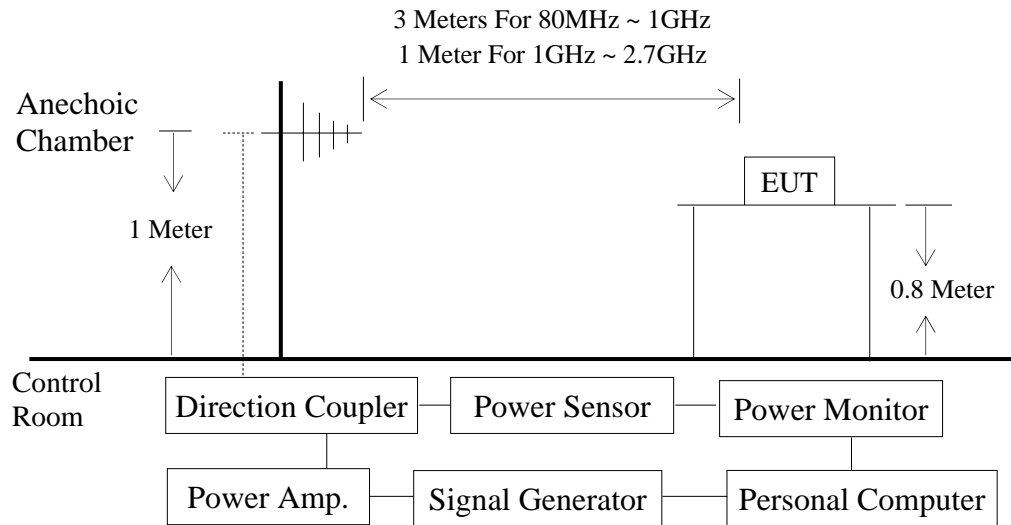 3 Meters For 80MHz ~ 1GHz
1 Meter For 1GHz ~ 2.7GHz
Anechoic
Chamber
EUT
1 Meter
0.8 Meter
Control
Room
Direction Coupler
Power Sensor
Power Monitor
Power Amp.
Signal Generator
Personal Computer